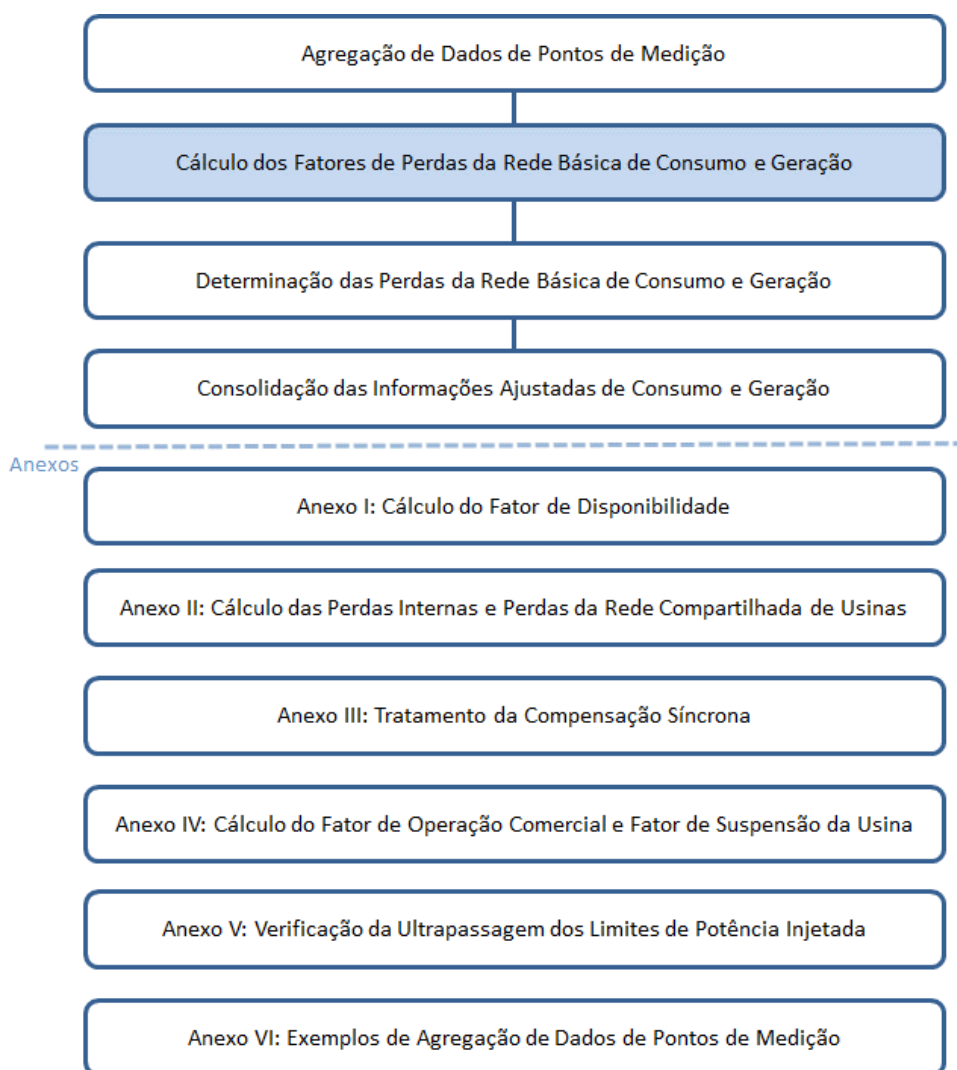 Agregação de Dados de Pontos de Medição
Cálculo dos Fatores de Perdas da Rede Básica de Consumo e Geração
Determinação das Perdas da Rede Básica de Consumo e Geração
Consolidação das Informações Ajustadas de Consumo e Geração
Anexos
Anexo I: Cálculo do Fator de Disponibilidade
Anexo II: Cálculo das Perdas Internas e Perdas da Rede Compartilhada de Usinas
Anexo III: Tratamento da Compensação Síncrona
Anexo IV: Cálculo do Fator de Operação Comercial e Fator de Suspensão da Usina
Anexo V: Verificação da Ultrapassagem dos Limites de Potência Injetada
Anexo VI: Exemplos de Agregação de Dados de Pontos de Medição